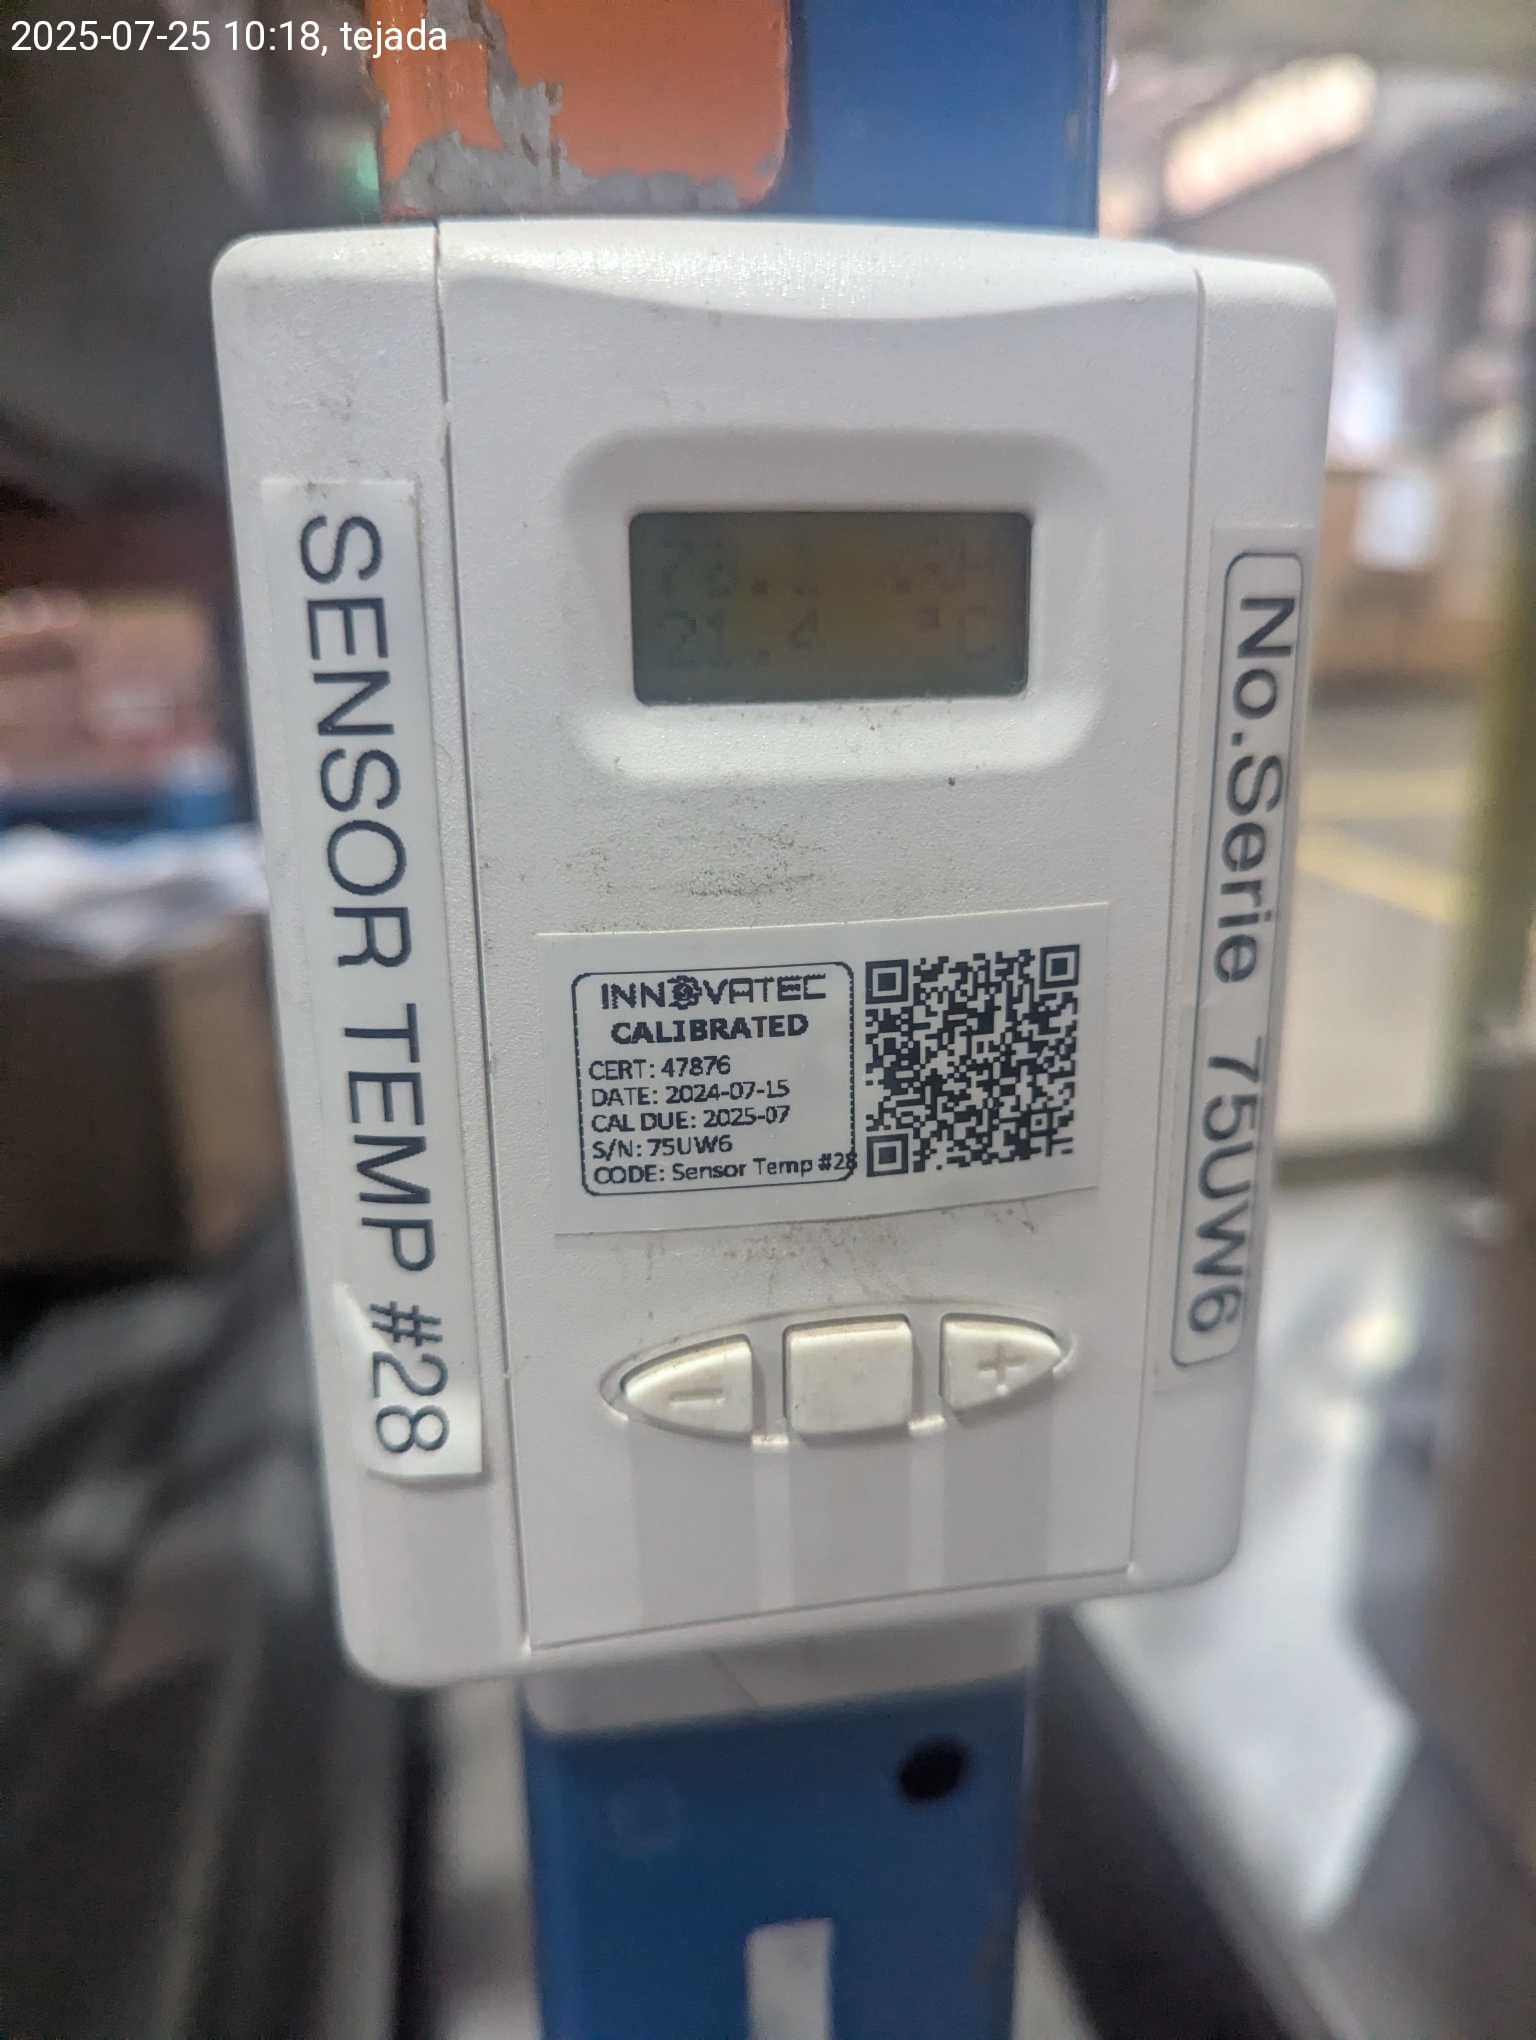 2025-07-25 10:18, tejada
SENSOR TEMP #28
21.4 °C
INNOVATEC
CALIBRATED
CERT: 47876
DATE: 2024-07-15
CAL DUE: 2025-07
S/N: 75UW6
CODE: Sensor Temp #28
No.Serie 75UW6
− +